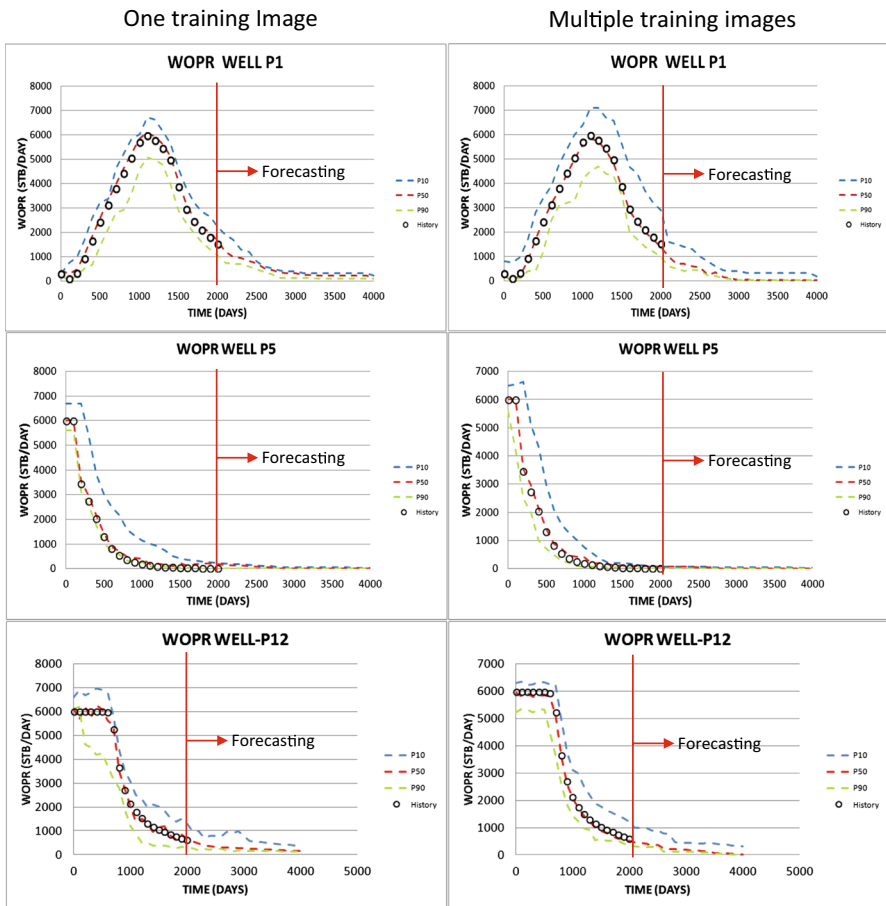 One training Image
Multiple training images
WOPR WELL P1
WOPR (STB/DAY)
8000
7000
6000
5000
4000
3000
2000
1000
0
0 500 1000 1500 2000 2500 3000 3500 4000
TIME (DAYS)
Forecasting
P10
P50
P90
History
WOPR WELL P1
WOPR (STB/DAY)
8000
7000
6000
5000
4000
3000
2000
1000
0
0 500 1000 1500 2000 2500 3000 3500 4000
TIME (DAYS)
Forecasting
P10
P50
P90
History
WOPR WELL P5
WOPR (STB/DAY)
8000
7000
6000
5000
4000
3000
2000
1000
0
0 500 1000 1500 2000 2500 3000 3500 4000
TIME (DAYS)
Forecasting
P10
P50
P90
History
WOPR WELL P5
WOPR (STB/DAY)
7000
6000
5000
4000
3000
2000
1000
0
0 500 1000 1500 2000 2500 3000 3500 4000
TIME (DAYS)
Forecasting
P10
P50
P90
History
WOPR WELL-P12
WOPR (STB/DAY)
8000
7000
6000
5000
4000
3000
2000
1000
0
0 1000 2000 3000 4000 5000
TIME (DAYS)
Forecasting
P10
P50
P90
History
WOPR WELL-P12
WOPR (STB/DAY)
7000
6000
5000
4000
3000
2000
1000
0
0 1000 2000 3000 4000 5000
TIME (DAYS)
Forecasting
P10
P50
P90
History